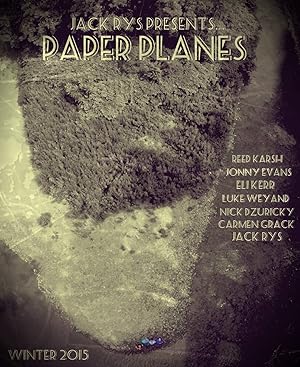 JACK RYS PRESENTS...
PAPER PLANES
REED KARSH
JONNY EVANS
ELI KERR
LUKE WEYAND
NICK DZURICKY
CARMEN GRACK
JACK RYS
WINTER 2015